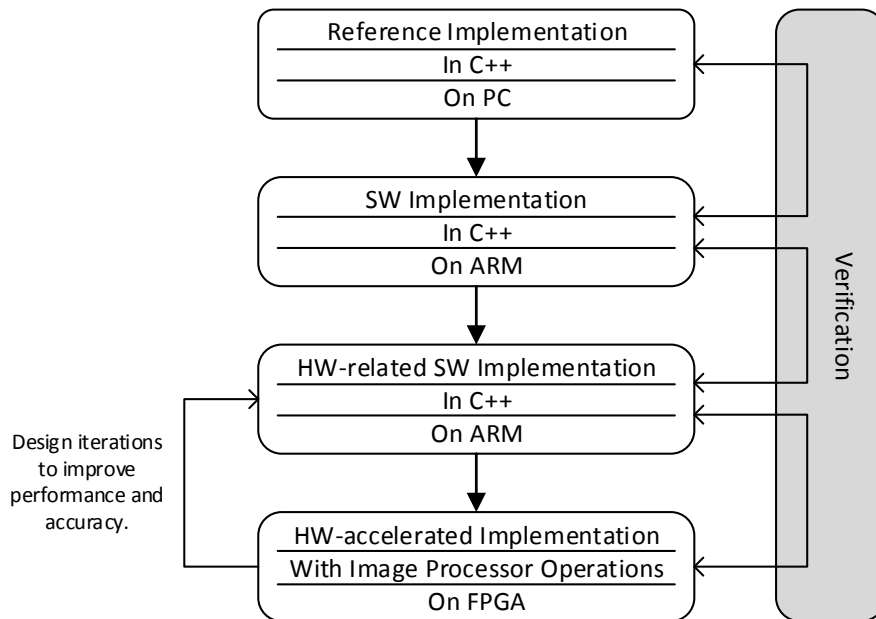 Reference Implementation
In C++
On PC
SW Implementation
In C++
On ARM
HW-related SW Implementation
In C++
On ARM
Design iterations
to improve
performance and
accuracy.
HW-accelerated Implementation
With Image Processor Operations
On FPGA
Verification